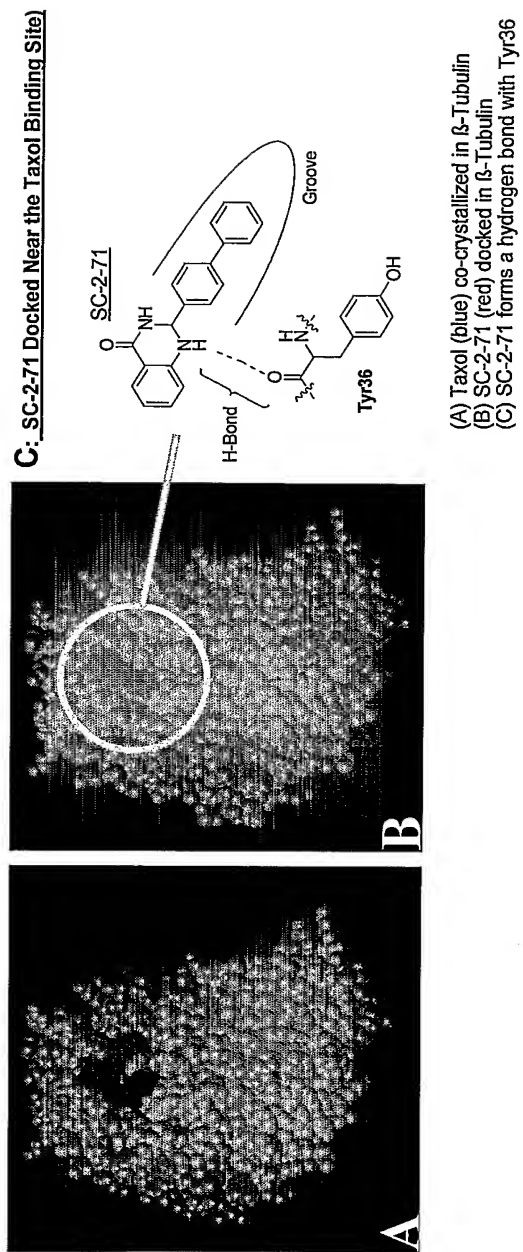 A
B
C: SC-2-71 Docked Near the Taxol Binding Site)
SC-2-71
O
NH
N
H
H-Bond
Groove
O
H
N
Tyr36
OH
(A) Taxol (blue) co-crystallized in ß-Tubulin
(B) SC-2-71 (red) docked in ß-Tubulin
(C) SC-2-71 forms a hydrogen bond with Tyr36